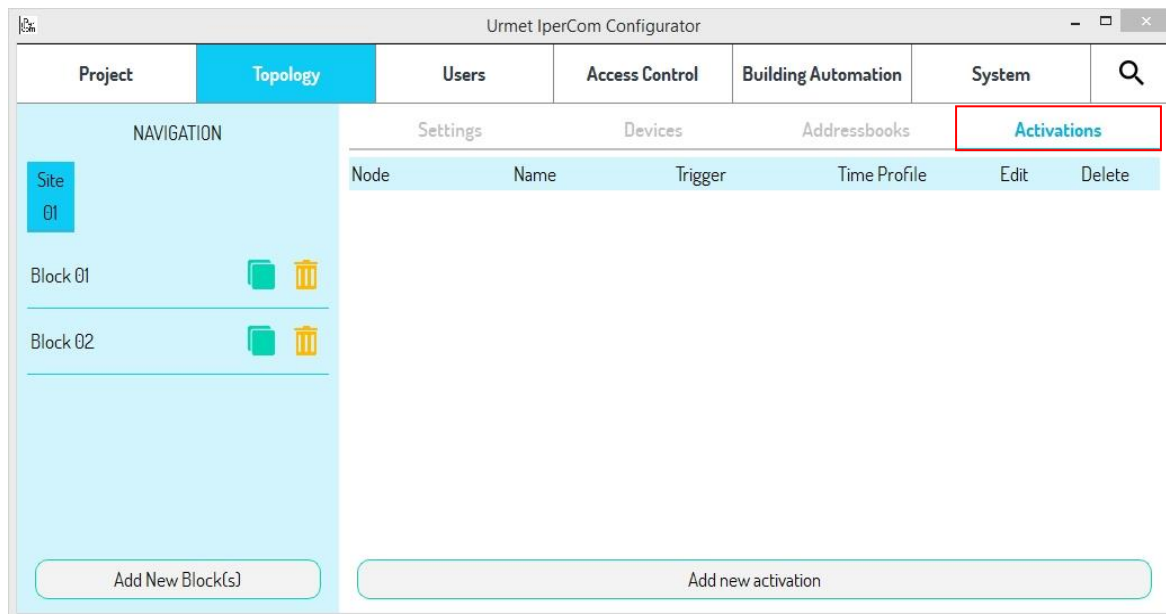 Urmet IperCom Configurator
Project Topology Users Access Control Building Automation System
NAVIGATION
Settings Devices Addressbooks Activations
Site
01
Node Name Trigger Time Profile Edit Delete
Block 01
Block 02
Add New Block(s)
Add new activation